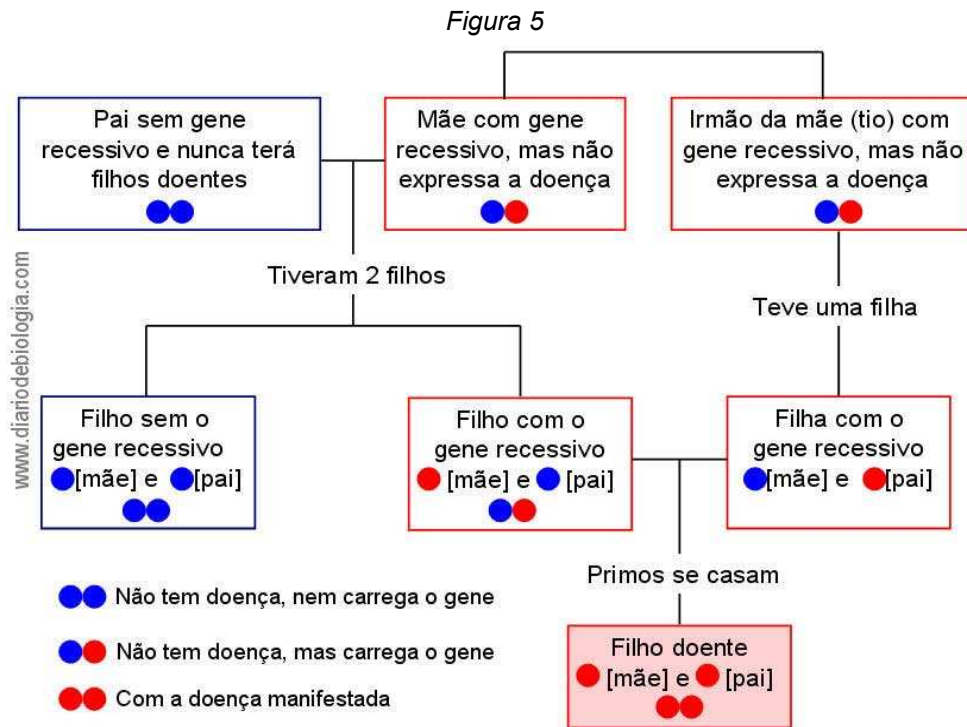 Figura 5
Pai sem gene
recessivo e nunca terá
filhos doentes
Mãe com gene
recessivo, mas não
expressa a doença
Irmão da mãe (tio) com
gene recessivo, mas não
expressa a doença
www.diariodebiologia.com
Tiveram 2 filhos
Teve uma filha
Filho sem o
gene recessivo
[mãe] e [pai]
Filho com o
gene recessivo
[mãe] e [pai]
Filha com o
gene recessivo
[mãe] e [pai]
Primos se casam
Filho doente
[mãe] e [pai]
Não tem doença, nem carrega o gene
Não tem doença, mas carrega o gene
Com a doença manifestada